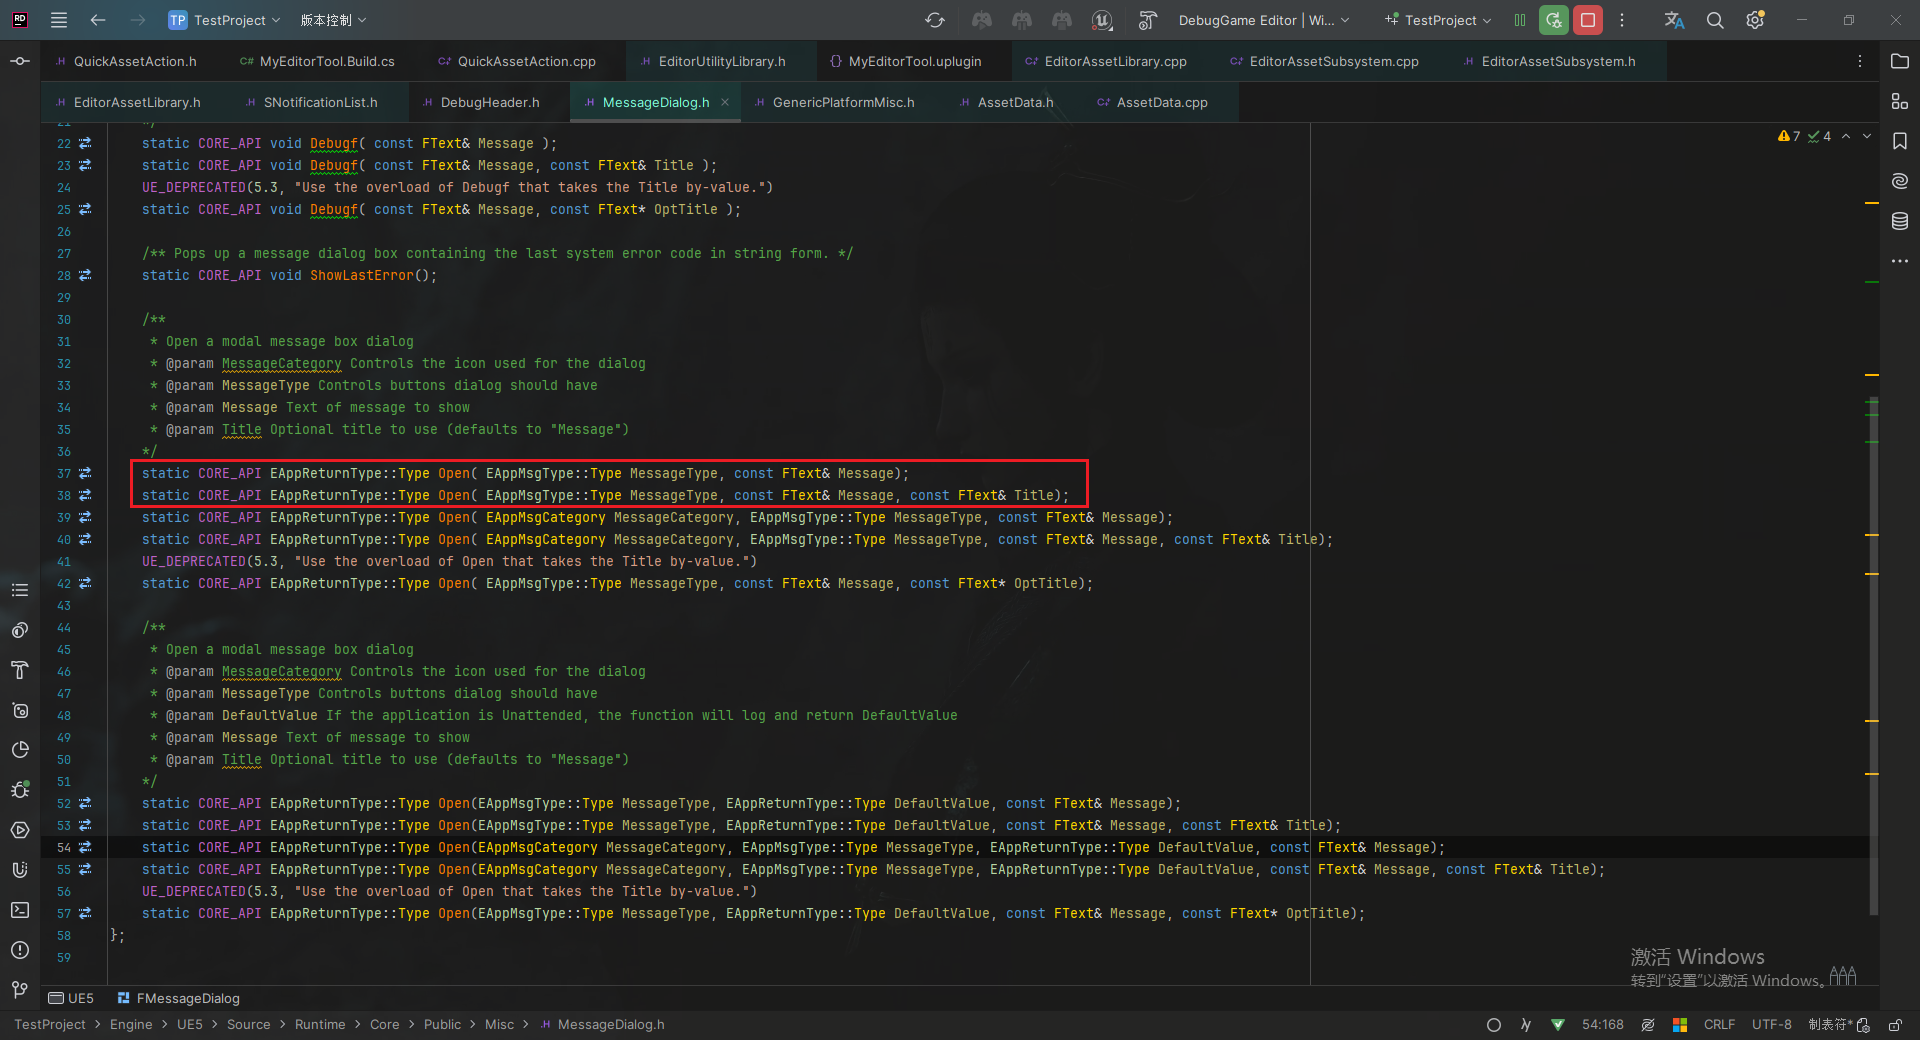 RD
TP TestProject
版本控制
DebugGame Editor | Wi...
TestProject
QuickAssetAction.h
MyEditorTool.Build.cs
QuickAssetAction.cpp
EditorUtilityLibrary.h
MyEditorTool.uplugin
EditorAssetLibrary.cpp
EditorAssetSubsystem.cpp
EditorAssetSubsystem.h
EditorAssetLibrary.h
SNotificationList.h
DebugHeader.h
MessageDialog.h
GenericPlatformMisc.h
AssetData.h
AssetData.cpp
7 4
21 */
22 static CORE_API void Debugf( const FText& Message );
23 static CORE_API void Debugf( const FText& Message, const FText& Title );
24 UE_DEPRECATED(5.3, "Use the overload of Debugf that takes the Title by-value.")
25 static CORE_API void Debugf( const FText& Message, const FText* OptTitle );
26
27 /** Pops up a message dialog box containing the last system error code in string form. */
28 static CORE_API void ShowLastError();
29
30 /**
31 * Open a modal message box dialog
32 * @param MessageCategory Controls the icon used for the dialog
33 * @param MessageType Controls buttons dialog should have
34 * @param Message Text of message to show
35 * @param Title Optional title to use (defaults to "Message")
36 */
37 static CORE_API EAppReturnType::Type Open( EAppMsgType::Type MessageType, const FText& Message);
38 static CORE_API EAppReturnType::Type Open( EAppMsgType::Type MessageType, const FText& Message, const FText& Title);
39 static CORE_API EAppReturnType::Type Open( EAppMsgCategory MessageCategory, EAppMsgType::Type MessageType, const FText& Message);
40 static CORE_API EAppReturnType::Type Open( EAppMsgCategory MessageCategory, EAppMsgType::Type MessageType, const FText& Message, const FText& Title);
41 UE_DEPRECATED(5.3, "Use the overload of Open that takes the Title by-value.")
42 static CORE_API EAppReturnType::Type Open( EAppMsgType::Type MessageType, const FText& Message, const FText* OptTitle);
43
44 /**
45 * Open a modal message box dialog
46 * @param MessageCategory Controls the icon used for the dialog
47 * @param MessageType Controls buttons dialog should have
48 * @param DefaultValue If the application is Unattended, the function will log and return DefaultValue
49 * @param Message Text of message to show
50 * @param Title Optional title to use (defaults to "Message")
51 */
52 static CORE_API EAppReturnType::Type Open(EAppMsgType::Type MessageType, EAppReturnType::Type DefaultValue, const FText& Message);
53 static CORE_API EAppReturnType::Type Open(EAppMsgType::Type MessageType, EAppReturnType::Type DefaultValue, const FText& Message, const FText& Title);
54 static CORE_API EAppReturnType::Type Open(EAppMsgCategory MessageCategory, EAppMsgType::Type MessageType, EAppReturnType::Type DefaultValue, const FText& Message);
55 static CORE_API EAppReturnType::Type Open(EAppMsgCategory MessageCategory, EAppMsgType::Type MessageType, EAppReturnType::Type DefaultValue, const FText& Message, const FText& Title);
56 UE_DEPRECATED(5.3, "Use the overload of Open that takes the Title by-value.")
57 static CORE_API EAppReturnType::Type Open(EAppMsgType::Type MessageType, EAppReturnType::Type DefaultValue, const FText& Message, const FText* OptTitle);
58 };
59
激活 Windows
转到“设置”以激活 Windows。
UE5 FMessageDialog
TestProject > Engine > UE5 > Source > Runtime > Core > Public > Misc > MessageDialog.h
54:168 CRLF UTF-8 制表符*